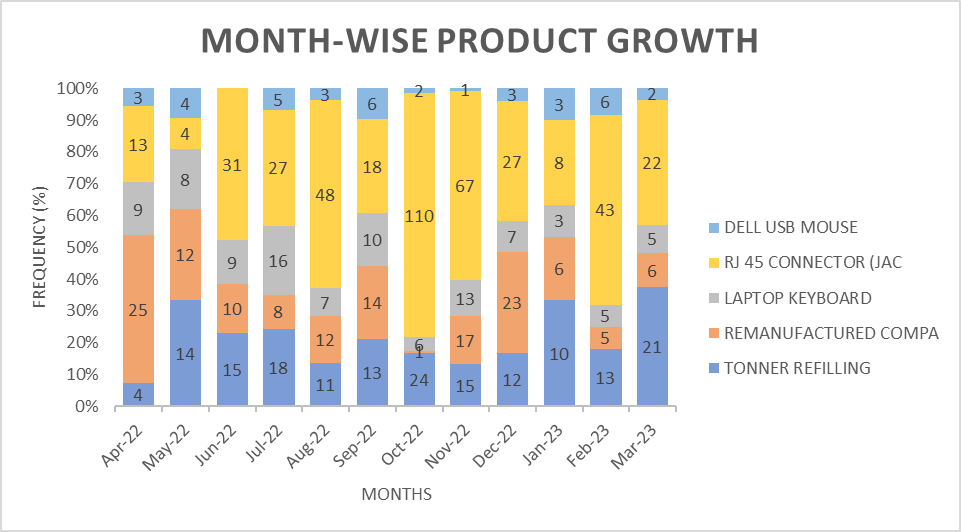 MONTH-WISE PRODUCT GROWTH
FREQUENCY (%)
100%
90%
80%
70%
60%
50%
40%
30%
20%
10%
0%
3 4 5 3 6 2 1 3 3 6 2
13 4 31 27 48 18 110 67 27 8 43 22
9 8 9 16 7 10 6 13 7 3 5 5
25 12 10 8 12 14 1 17 23 6 5 6
4 14 15 18 11 13 24 15 12 10 13 21
Apr-22 May-22 Jun-22 Jul-22 Aug-22 Sep-22 Oct-22 Nov-22 Dec-22 Jan-23 Feb-23 Mar-23
MONTHS
DELL USB MOUSE
RJ 45 CONNECTOR (JAC
LAPTOP KEYBOARD
REMANUFACTURED COMPA
TONNER REFILLING